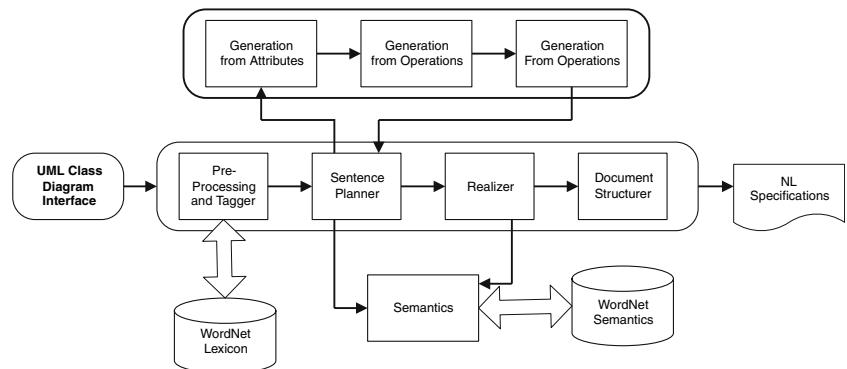 Generation
from Attributes
Generation
from Operations
Generation
From Operations
UML Class
Diagram
Interface
Pre-
Processing
and Tagger
Sentence
Planner
Realizer
Document
Structurer
NL
Specifications
Semantics
WordNet
Semantics
WordNet
Lexicon